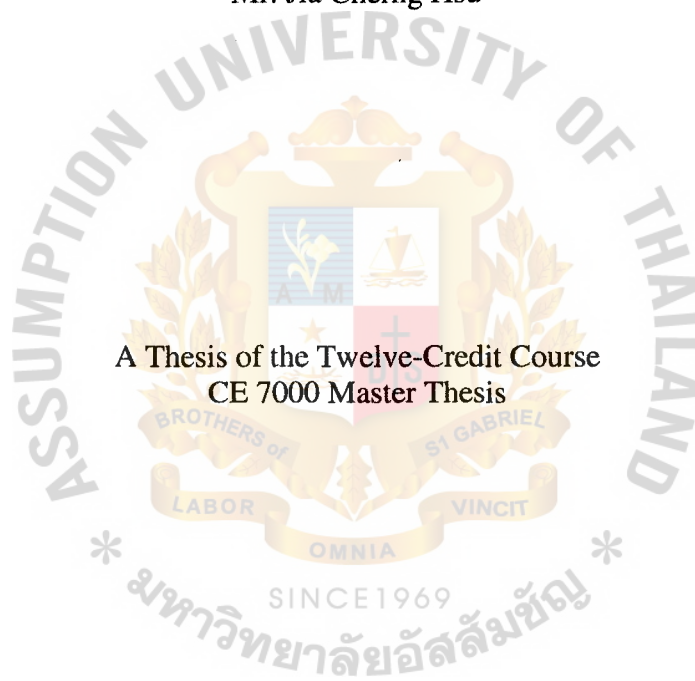 Mr. Jia Cherng Hsu
ASSUMPTION UNIVERSITY OF THAILAND
A M
D S
A Thesis of the Twelve-Credit Course
CE 7000 Master Thesis
BROTHERS of
St GABRIEL
LABOR
VINCIT
OMNIA
SINCE1969
* มหาวิทยาลัยอัสสัมชัญ *